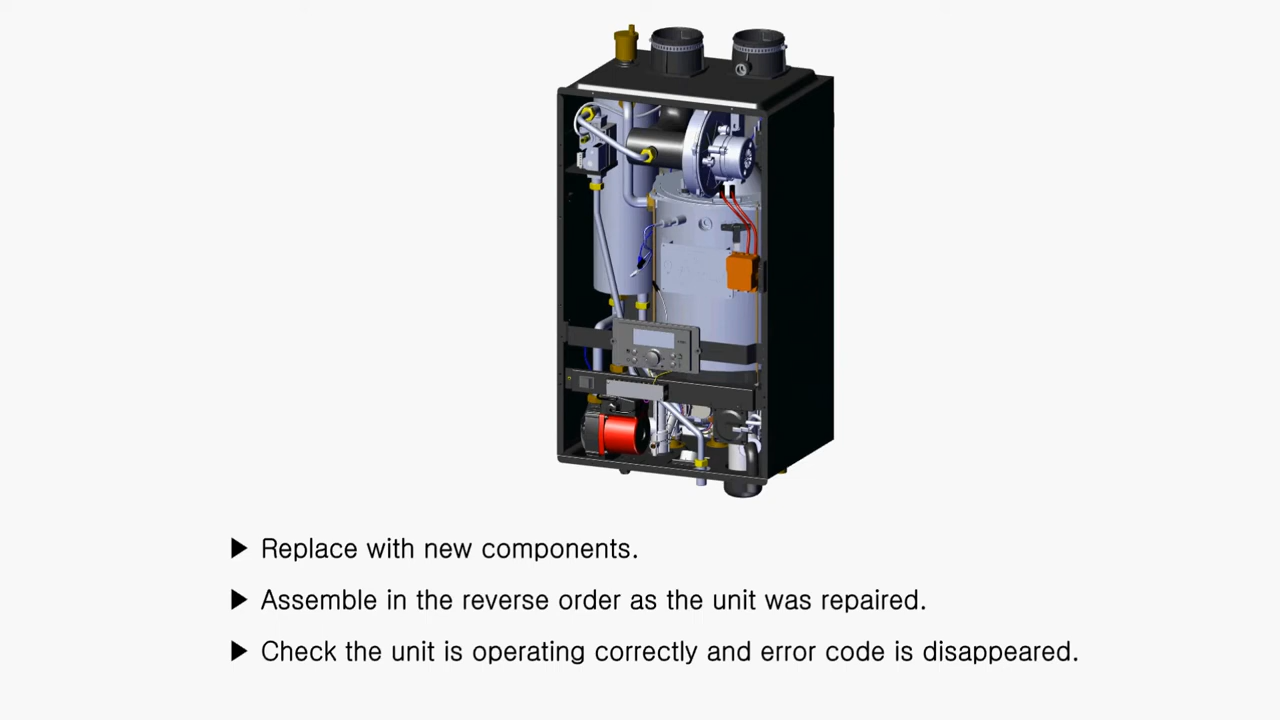 ▶ Replace with new components.
▶ Assemble in the reverse order as the unit was repaired.
▶ Check the unit is operating correctly and error code is disappeared.